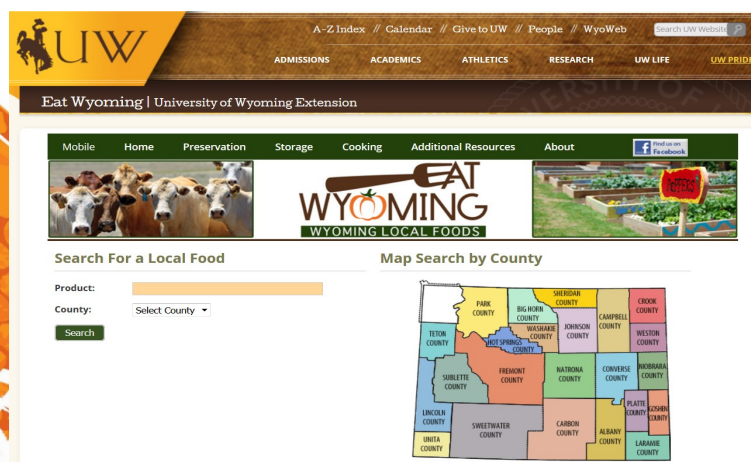 UW
A-Z Index // Calendar // Give to UW // People // WyoWeb
Search UW Website
ADMISSIONS ACADEMICS ATHLETICS RESEARCH UW LIFE UW PRIDE
Eat Wyoming | University of Wyoming Extension
Mobile Home Preservation Storage Cooking Additional Resources About
Find us on
Facebook
EAT
WYOMING
WYOMING LOCAL FOODS
PEPPERS
Search For a Local Food
Product:
County: Select County
Search
Map Search by County
PARK
COUNTY
BIG HORN
COUNTY
SHERIDAN
COUNTY
CAMPBELL
COUNTY
CROOK
COUNTY
TETON
COUNTY
HOT SPRINGS
COUNTY
WASHAKIE
COUNTY
JOHNSON
COUNTY
WESTON
COUNTY
SUBLETTE
COUNTY
FREMONT
COUNTY
NATRONA
COUNTY
CONVERSE
COUNTY
NIOBRARA
COUNTY
LINCOLN
COUNTY
SWEETWATER
COUNTY
CARBON
COUNTY
ALBANY
COUNTY
PLATTE
COUNTY
GOSHEN
COUNTY
UNITA
COUNTY
LARAMIE
COUNTY